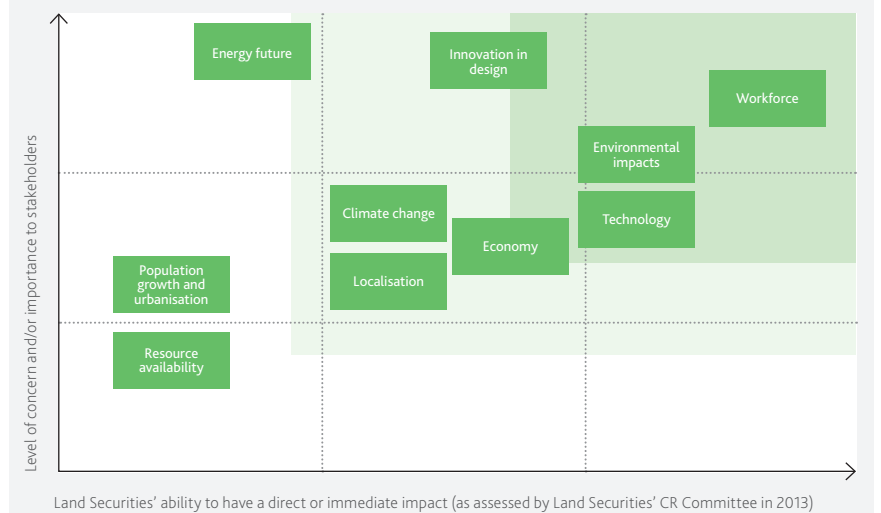 Level of concern and/or importance to stakeholders
Energy future
Innovation in
design
Workforce
Environmental
impacts
Climate change
Technology
Economy
Localisation
Population
growth and
urbanisation
Resource
availability
Land Securities’ ability to have a direct or immediate impact (as assessed by Land Securities’ CR Committee in 2013)